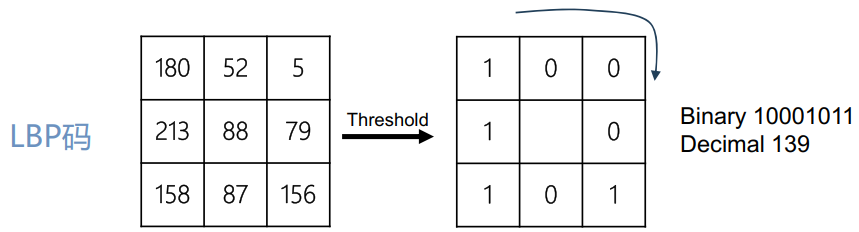 LBP码
180 52 5
213 88 79
158 87 156
Threshold
1 0 0
1 0
1 0 1
Binary 10001011
Decimal 139